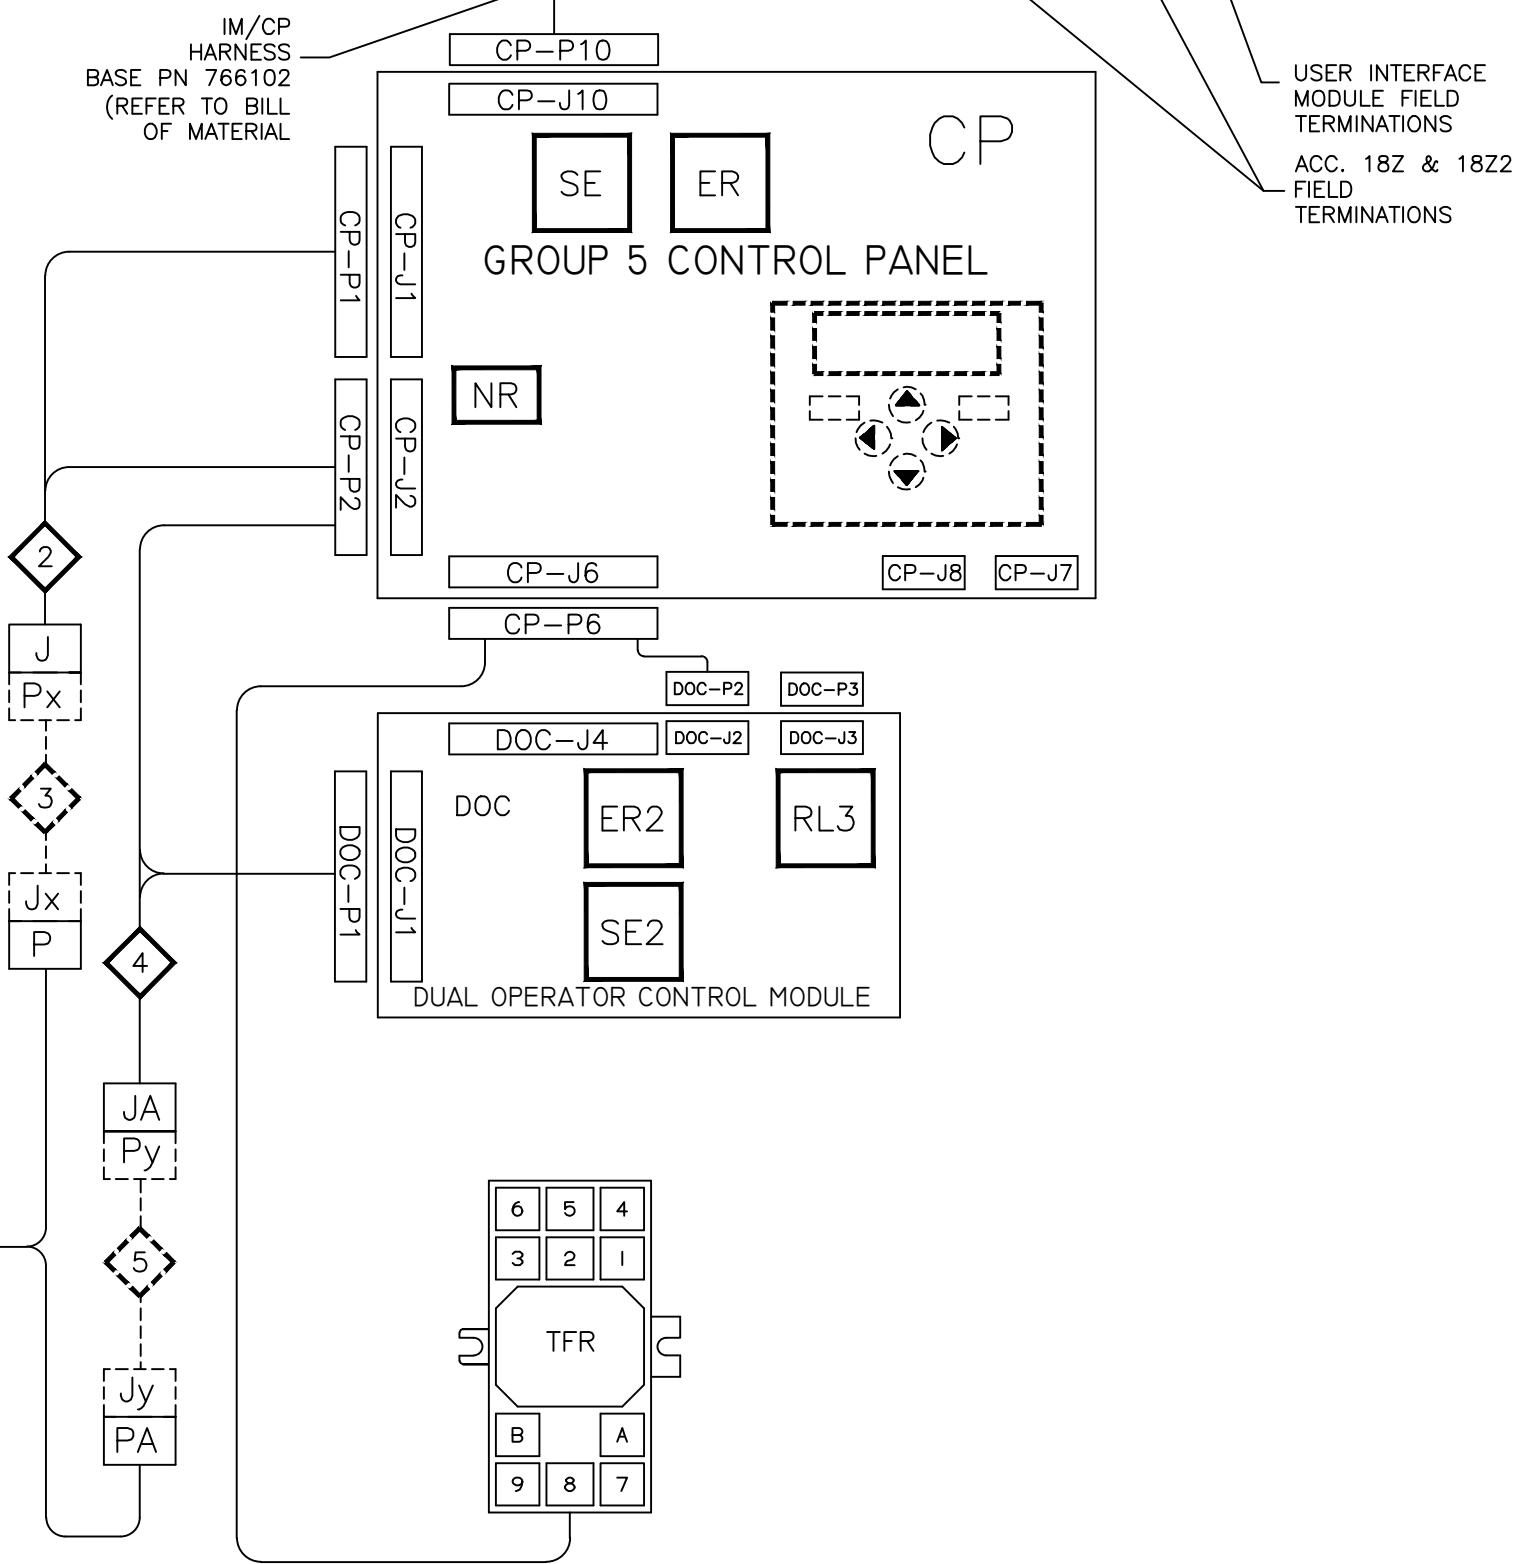 IM/CP
HARNESS
BASE PN 766102
(REFER TO BILL
OF MATERIAL
CP-P10
CP-J10
USER INTERFACE
MODULE FIELD
TERMINATIONS
ACC. 18Z & 18Z2
FIELD
TERMINATIONS
CP
SE
ER
GROUP 5 CONTROL PANEL
CP-P1
CP-J1
NR
CP-P2
CP-J2
2
CP-J6
CP-J8
CP-J7
CP-P6
J
Px
DOC-P2
DOC-P3
DOC-J4
DOC-J2
DOC-J3
3
DOC
ER2
RL3
DOC-P1
DOC-J1
Jx
P
SE2
4
DUAL OPERATOR CONTROL MODULE
JA
Py
6 5 4
3 2 1
5
TFR
Jy
PA
B A
9 8 7